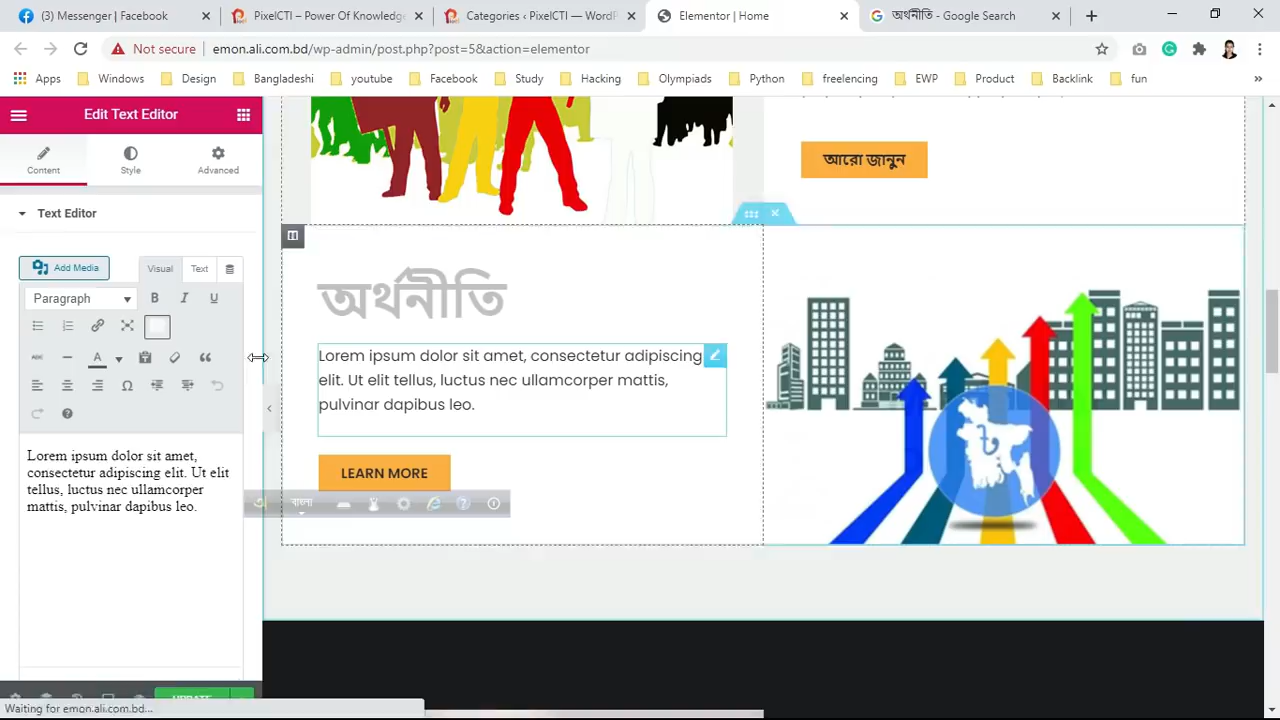 (3) Messenger | Facebook
PixelCTI – Power Of Knowledge
Categories ‹ PixelCTI — WordP
Elementor | Home
অর্থনীতি - Google Search
Not secure
emon.ali.com.bd/wp-admin/post.php?post=5&action=elementor
Apps
Windows
Design
Bangladeshi
youtube
Facebook
Study
Hacking
Olympiads
Python
freelencing
EWP
Product
Backlink
fun
Edit Text Editor
Content
Style
Advanced
Text Editor
Add Media
Visual
Text
Paragraph
B I U
Lorem ipsum dolor sit amet,
consectetur adipiscing elit. Ut elit
tellus, luctus nec ullamcorper
mattis, pulvinar dapibus leo.
UPDATE
Waiting for emon.ali.com.bd...
আরো জানুন
অর্থনীতি
Lorem ipsum dolor sit amet, consectetur adipiscing
elit. Ut elit tellus, luctus nec ullamcorper mattis,
pulvinar dapibus leo.
LEARN MORE
বাংলা